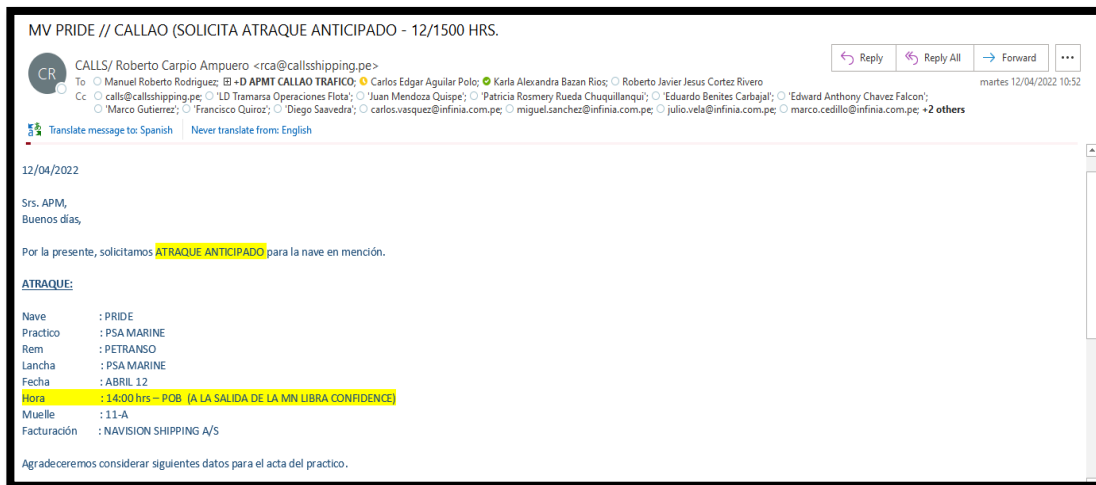 MV PRIDE // CALLAO (SOLICITA ATRAQUE ANTICIPADO - 12/1500 HRS.
CR
CALLS/ Roberto Carpio Ampuero <rca@callsshipping.pe>
Reply
Reply All
Forward
To Manuel Roberto Rodriguez; +D APMT CALLAO TRAFICO; Carlos Edgar Aguilar Polo; Karla Alexandra Bazan Rios; Roberto Javier Jesus Cortez Rivero
martes 12/04/2022 10:52
Cc calls@callsshipping.pe; 'LD Tramarsa Operaciones Flota'; 'Juan Mendoza Quispe'; 'Patricia Rosmery Rueda Chuquillanqui'; 'Eduardo Benites Carbajal'; 'Edward Anthony Chavez Falcon';
'Marco Gutierrez'; 'Francisco Quiroz'; 'Diego Saavedra'; carlos.vasquez@infinia.com.pe; miguel.sanchez@infinia.com.pe; julio.vela@infinia.com.pe; marco.cedillo@infinia.com.pe; +2 others
Translate message to: Spanish Never translate from: English
12/04/2022
Srs. APM,
Buenos días,
Por la presente, solicitamos ATRAQUE ANTICIPADO para la nave en mención.
ATRAQUE:
Nave : PRIDE
Practico : PSA MARINE
Rem : PETRANSO
Lancha : PSA MARINE
Fecha : ABRIL 12
Hora : 14:00 hrs – POB (A LA SALIDA DE LA MN LIBRA CONFIDENCE)
Muelle : 11-A
Facturación : NAVISION SHIPPING A/S
Agradeceremos considerar siguientes datos para el acta del practico.